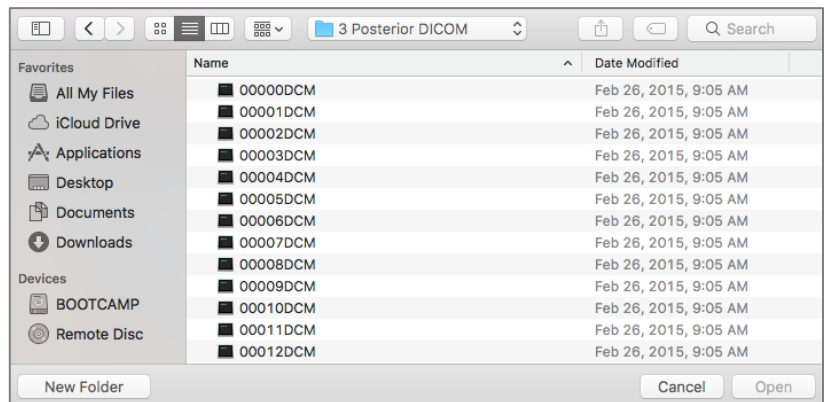 3 Posterior DICOM Search
Favorites
All My Files
iCloud Drive
Applications
Desktop
Documents
Downloads
Devices
BOOTCAMP
Remote Disc
Name Date Modified
00000DCM Feb 26, 2015, 9:05 AM
00001DCM Feb 26, 2015, 9:05 AM
00002DCM Feb 26, 2015, 9:05 AM
00003DCM Feb 26, 2015, 9:05 AM
00004DCM Feb 26, 2015, 9:05 AM
00005DCM Feb 26, 2015, 9:05 AM
00006DCM Feb 26, 2015, 9:05 AM
00007DCM Feb 26, 2015, 9:05 AM
00008DCM Feb 26, 2015, 9:05 AM
00009DCM Feb 26, 2015, 9:05 AM
00010DCM Feb 26, 2015, 9:05 AM
00011DCM Feb 26, 2015, 9:05 AM
00012DCM Feb 26, 2015, 9:05 AM
New Folder Cancel Open